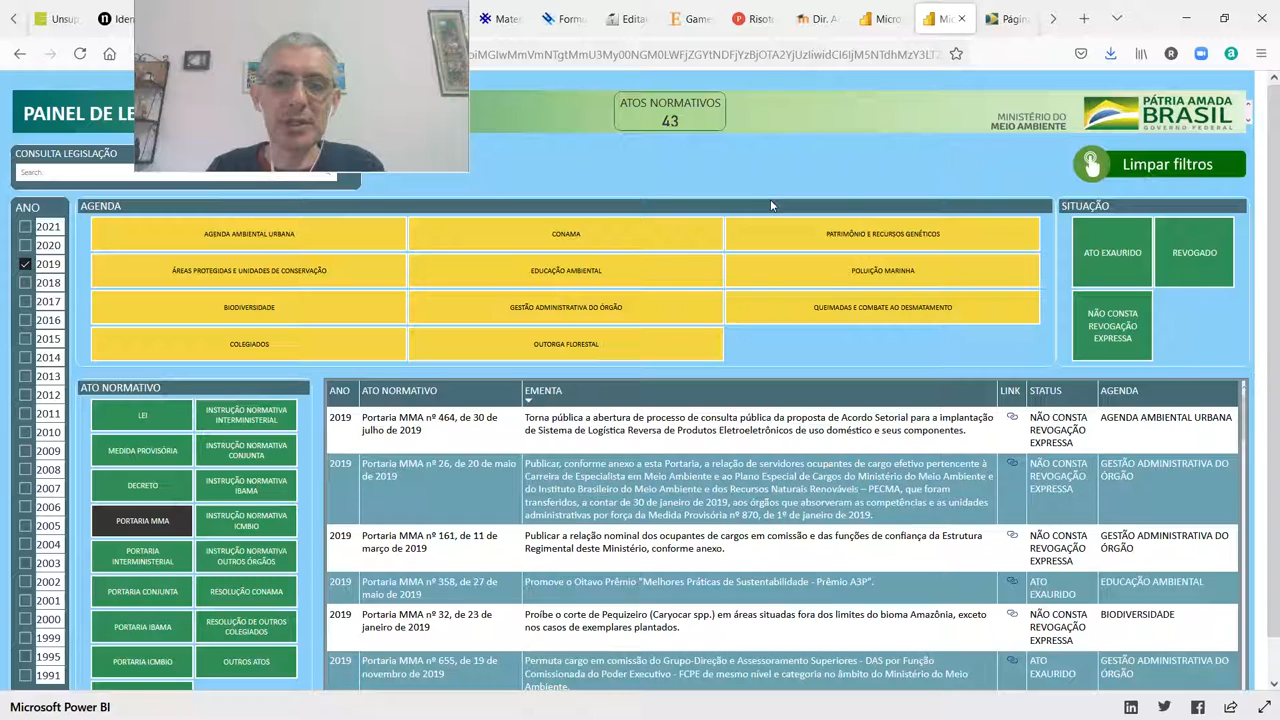 Unsp
Iden
Mater
Formu
Edita
Game
Risot
Dir. A
Micro
Mic
Página
piMGIwMmVmNTdhMmU3My00NGM0LWFjZGYtNDFjYzBjOTA2YjUzIiwidCI6IjM5NTdhMzY3L1
PAINEL DE LE
ATOS NORMATIVOS
43
MINISTÉRIO DO
MEIO AMBIENTE
PÁTRIA AMADA
BRASIL
GOVERNO FEDERAL
CONSULTA LEGISLAÇÃO
Search
Limpar filtros
ANO
2021
2020
2019
2018
2017
2016
2015
2014
2013
2012
2011
2010
2009
2008
2007
2006
2005
2003
2002
2001
2000
1999
1995
1991
AGENDA
AGENDA AMBIENTAL URBANA
CONAMA
PATRIMÔNIO E RECURSOS GENÉTICOS
ÁREAS PROTEGIDAS E UNIDADES DE CONSERVAÇÃO
EDUCAÇÃO AMBIENTAL
POLUIÇÃO MARINHA
BIODIVERSIDADE
GESTÃO ADMINISTRATIVA DO ÓRGÃO
QUEIMADAS E COMBATE AO DESMATAMENTO
COLEGIADOS
OUTORGA FLORESTAL
SITUAÇÃO
ATO EXAURIDO
REVOGADO
NÃO CONSTA
REVOGAÇÃO
EXPRESSA
ATO NORMATIVO
LEI
INSTRUÇÃO NORMATIVA
INTERMINISTERIAL
MEDIDA PROVISÓRIA
INSTRUÇÃO NORMATIVA
CONJUNTA
DECRETO
INSTRUÇÃO NORMATIVA
IBAMA
PORTARIA MMA
INSTRUÇÃO NORMATIVA
ICMBIO
PORTARIA
INTERMINISTERIAL
INSTRUÇÃO NORMATIVA
OUTROS ÓRGÃOS
PORTARIA CONJUNTA
RESOLUÇÃO CONAMA
PORTARIA IBAMA
RESOLUÇÃO DE OUTROS
COLEGIADOS
PORTARIA ICMBIO
OUTROS ATOS
ANO ATO NORMATIVO EMENTA LINK STATUS AGENDA
2019 Portaria MMA nº 464, de 30 de Torna pública a abertura de processo de consulta pública da proposta de Acordo Setorial para a implantação NÃO CONSTA AGENDA AMBIENTAL URBANA
julho de 2019 de Sistema de Logística Reversa de Produtos Eletroeletrônicos de uso doméstico e seus componentes. REVOGAÇÃO
EXPRESSA
2019 Portaria MMA nº 26, de 20 de maio Publicar, conforme anexo a esta Portaria, a relação de servidores ocupantes de cargo efetivo pertencente à NÃO CONSTA GESTÃO ADMINISTRATIVA DO
de 2019 Carreira de Especialista em Meio Ambiente e ao Plano Especial de Cargos do Ministério do Meio Ambiente e REVOGAÇÃO ÓRGÃO
do Instituto Brasileiro do Meio Ambiente e dos Recursos Naturais Renováveis – PECMA, que foram EXPRESSA
transferidos, a contar de 30 de janeiro de 2019, aos órgãos que absorveram as competências e as unidades
administrativas por força da Medida Provisória nº 870, de 1º de janeiro de 2019.
2019 Portaria MMA nº 161, de 11 de Publicar a relação nominal dos ocupantes de cargos em comissão e das funções de confiança da Estrutura NÃO CONSTA GESTÃO ADMINISTRATIVA DO
março de 2019 Regimental deste Ministério, conforme anexo. REVOGAÇÃO ÓRGÃO
EXPRESSA
2019 Portaria MMA nº 358, de 27 de Promove o Oitavo Prêmio "Melhores Práticas de Sustentabilidade - Prêmio A3P”. ATO EDUCAÇÃO AMBIENTAL
maio de 2019 EXAURIDO
2019 Portaria MMA nº 32, de 23 de Proíbe o corte de Pequizeiro (Caryocar spp.) em áreas situadas fora dos limites do bioma Amazônia, exceto NÃO CONSTA BIODIVERSIDADE
janeiro de 2019 nos casos de exemplares plantados. REVOGAÇÃO
EXPRESSA
2019 Portaria MMA nº 655, de 19 de Permuta cargo em comissão do Grupo-Direção e Assessoramento Superiores - DAS por Função ATO GESTÃO ADMINISTRATIVA DO
novembro de 2019 Comissionada do Poder Executivo - FCPE de mesmo nível e categoria no âmbito do Ministério do Meio EXAURIDO ÓRGÃO
Ambiente.
Microsoft Power BI